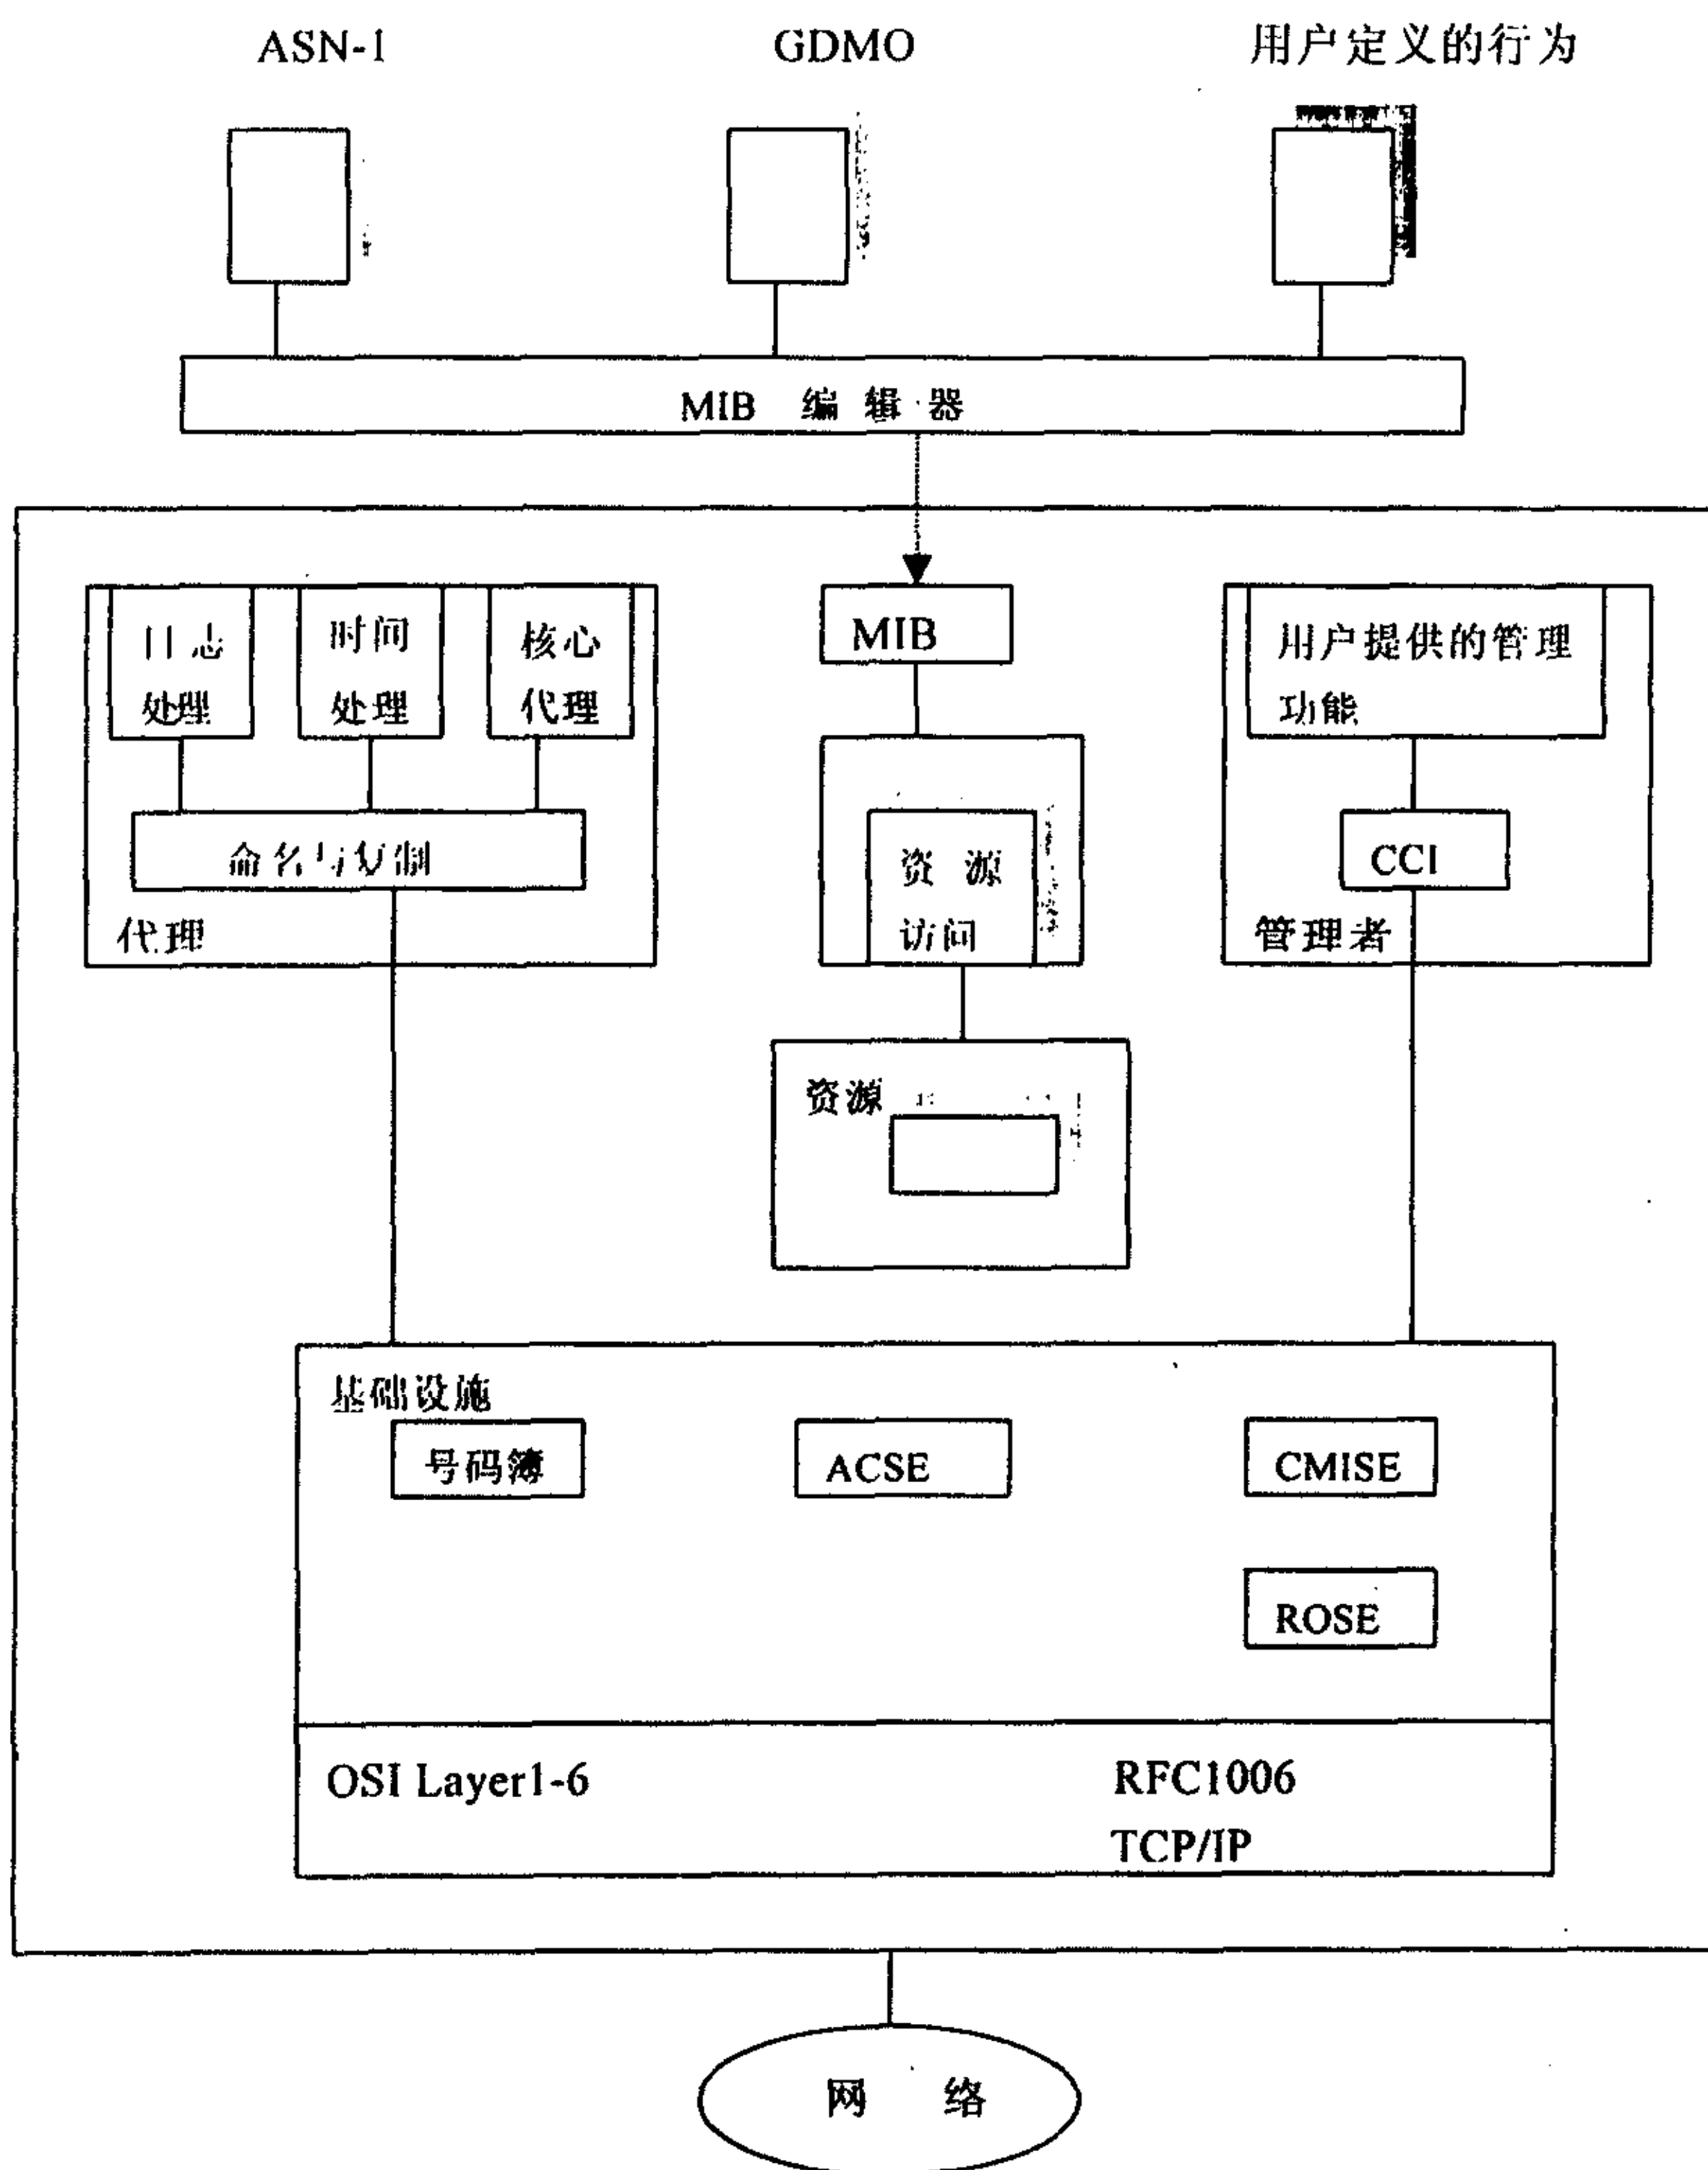 ASN-1
GDMO
用户定义的行为
MIB 编辑器
日志
处理
时间
处理
核心
代理
MIB
用户提供的管理
功能
命名与复制
资源
访问
CCI
代理
管理者
资源
基础设施
号码簿
ACSE
CMISE
ROSE
OSI Layer1-6
RFC1006
TCP/IP
网络